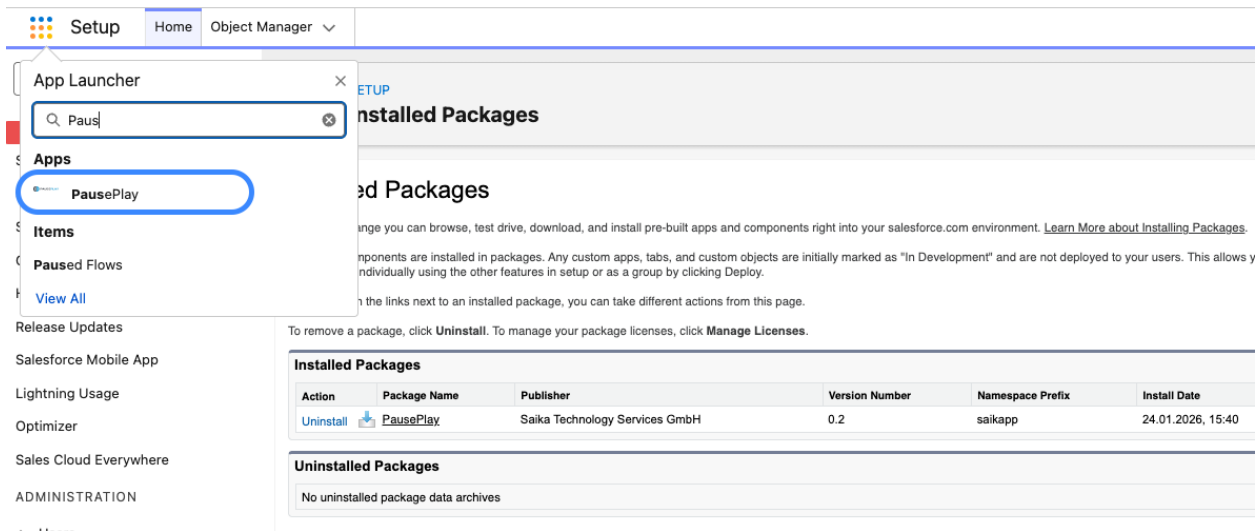 Setup
Home
Object Manager
App Launcher
Paus
Apps
PausePlay
Items
Paused Flows
View All
Release Updates
Salesforce Mobile App
Lightning Usage
Optimizer
Sales Cloud Everywhere
ADMINISTRATION
ETUP
nstalled Packages
ed Packages
ange you can browse, test drive, download, and install pre-built apps and components right into your salesforce.com environment. Learn More about Installing Packages.
mponents are installed in packages. Any custom apps, tabs, and custom objects are initially marked as "In Development" and are not deployed to your users. This allows y
ndividually using the other features in setup or as a group by clicking Deploy.
n the links next to an installed package, you can take different actions from this page.
To remove a package, click Uninstall. To manage your package licenses, click Manage Licenses.
Installed Packages
Action Package Name Publisher Version Number Namespace Prefix Install Date
Uninstall PausePlay Saika Technology Services GmbH 0.2 saikapp 24.01.2026, 15:40
Uninstalled Packages
No uninstalled package data archives